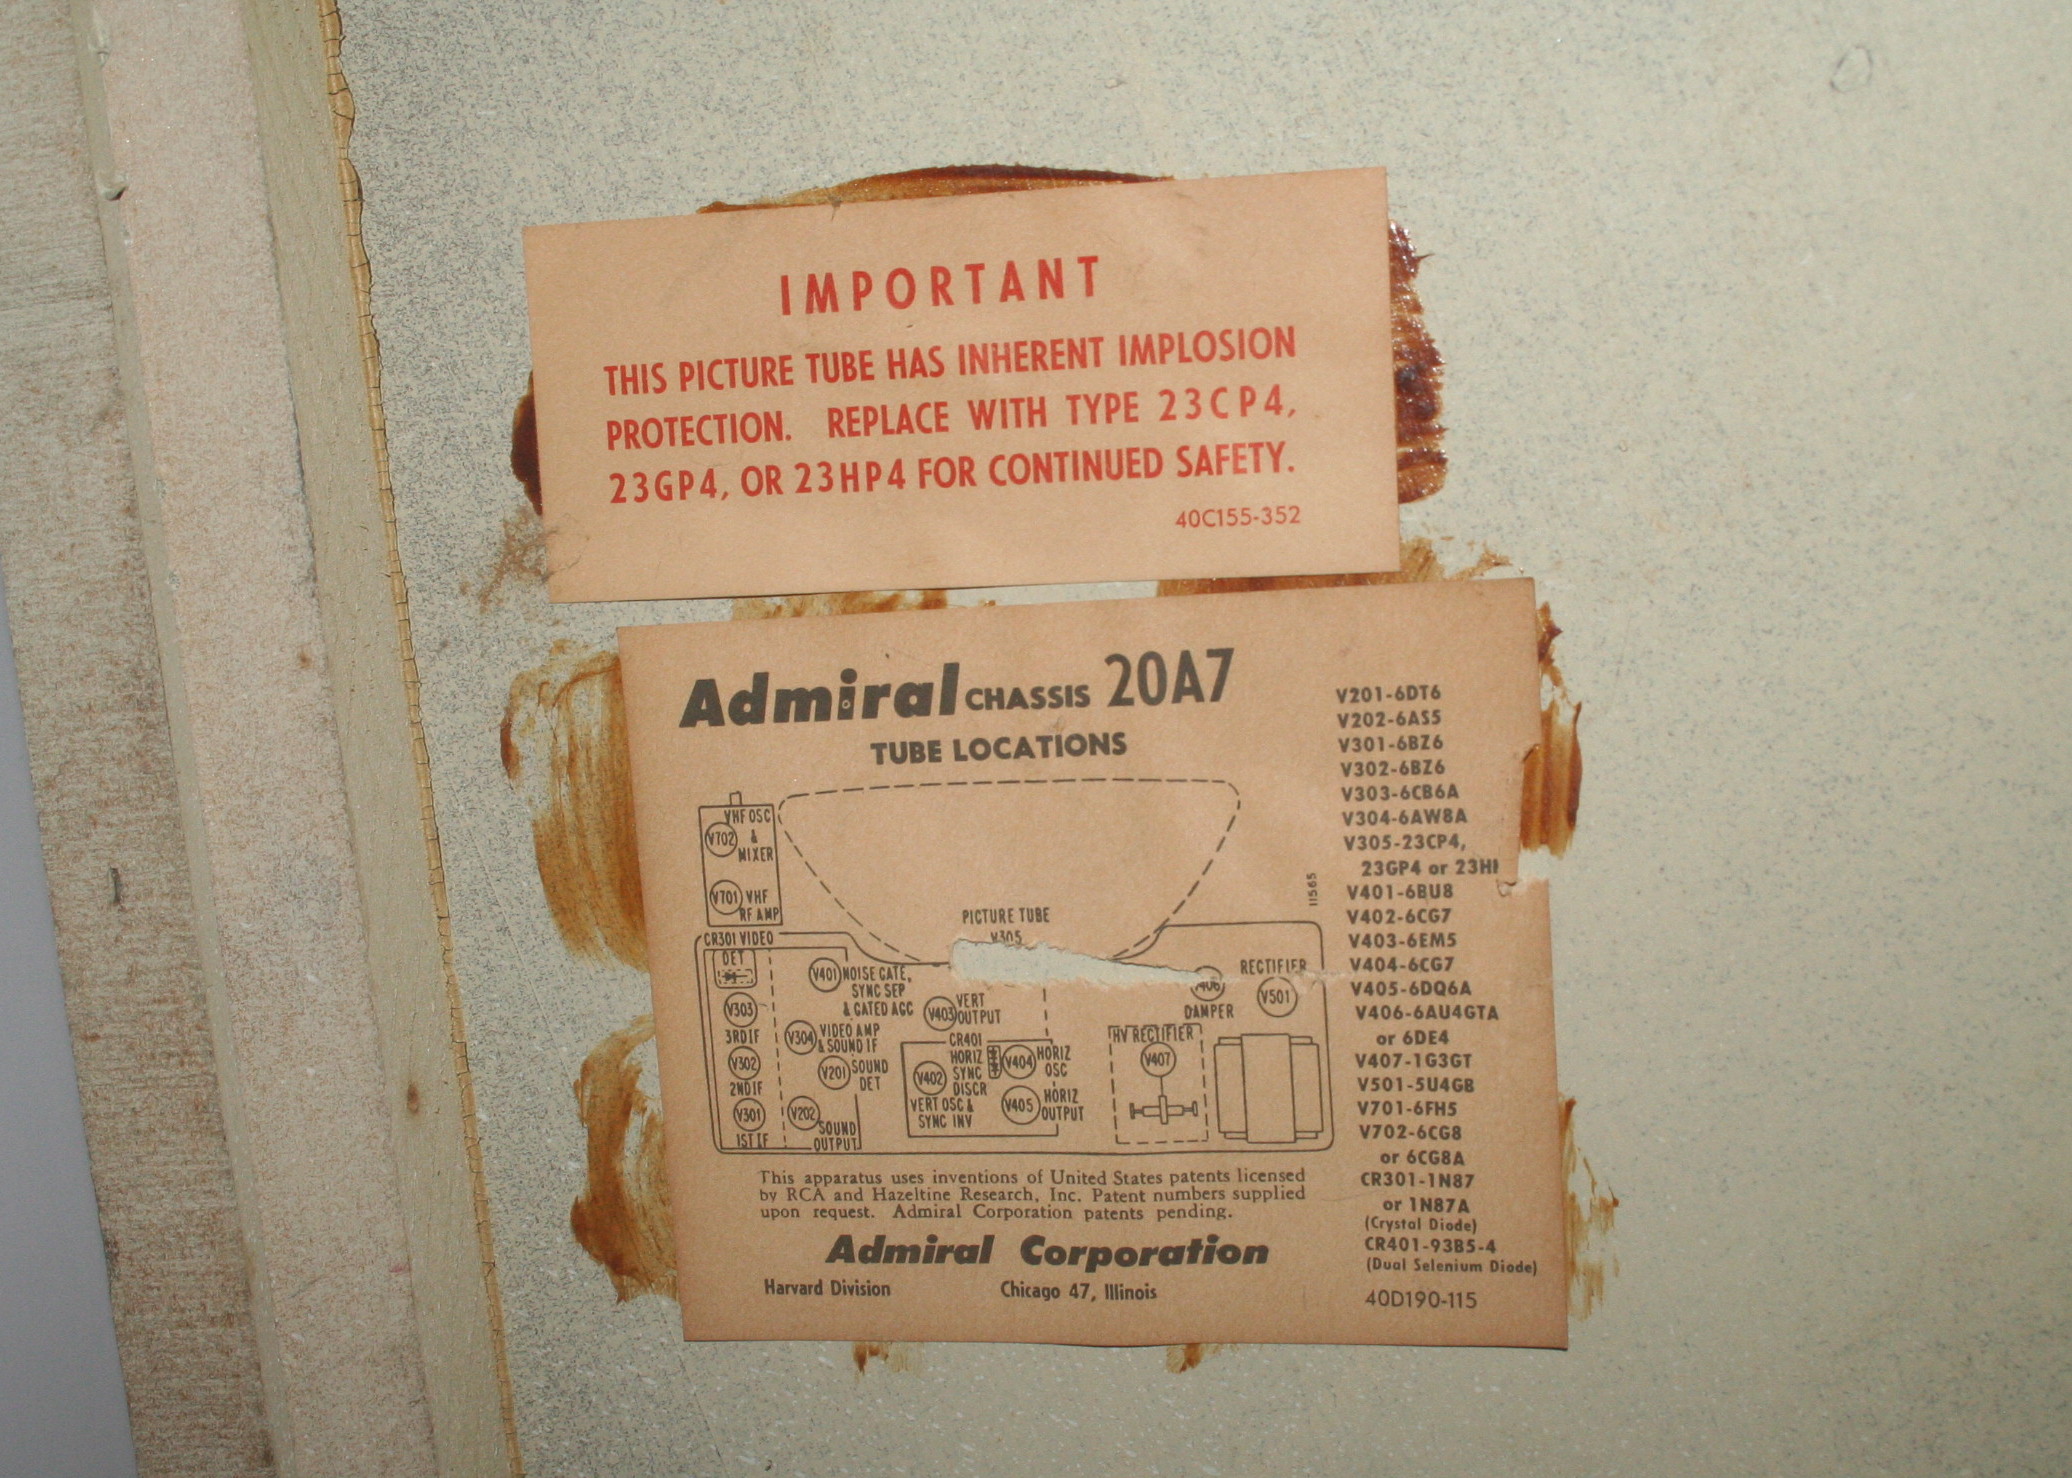 IMPORTANT
THIS PICTURE TUBE HAS INHERENT IMPLOSION
PROTECTION. REPLACE WITH TYPE 23CP4,
23GP4, OR 23HP4 FOR CONTINUED SAFETY.
40C155-352
Admiral CHASSIS 20A7
TUBE LOCATIONS
VHF OSC
V702 &
MIXER
V701 VHF
RF AMP
PICTURE TUBE
V305
11565
CR301 VIDEO
DET
V303
3RD IF
V302
2ND IF
V301
1ST IF
V401 NOISE GATE,
SYNC SEP
& GATED AGC
V304 VIDEO AMP
& SOUND IF
V201 SOUND
DET
V202 SOUND
OUTPUT
V403 VERT
OUTPUT
CR401
HORIZ
SYNC
DISCR
V402
VERT OSC &
SYNC INV
V404 HORIZ
OSC
V405 HORIZ
OUTPUT
HV RECTIFIER
V407
DAMPER
RECTIFIER
V501
V201-6DT6
V202-6AS5
V301-6BZ6
V302-6BZ6
V303-6CB6A
V304-6AW8A
V305-23CP4,
23GP4 or
V401-6BU8
V402-6CG7
V403-6EM5
V404-6CG7
V405-6DQ6A
V406-6AU4GTA
or 6DE4
V407-1G3GT
V501-5U4GB
V701-6FH5
V702-6CG8
or 6CG8A
CR301-1N87
or 1N87A
(Crystal Diode)
CR401-93B5-4
(Dual Selenium Diode)
40D190-115
This apparatus uses inventions of United States patents licensed
by RCA and Hazeltine Research, Inc. Patent numbers supplied
upon request. Admiral Corporation patents pending.
Admiral Corporation
Harvard Division Chicago 47, Illinois